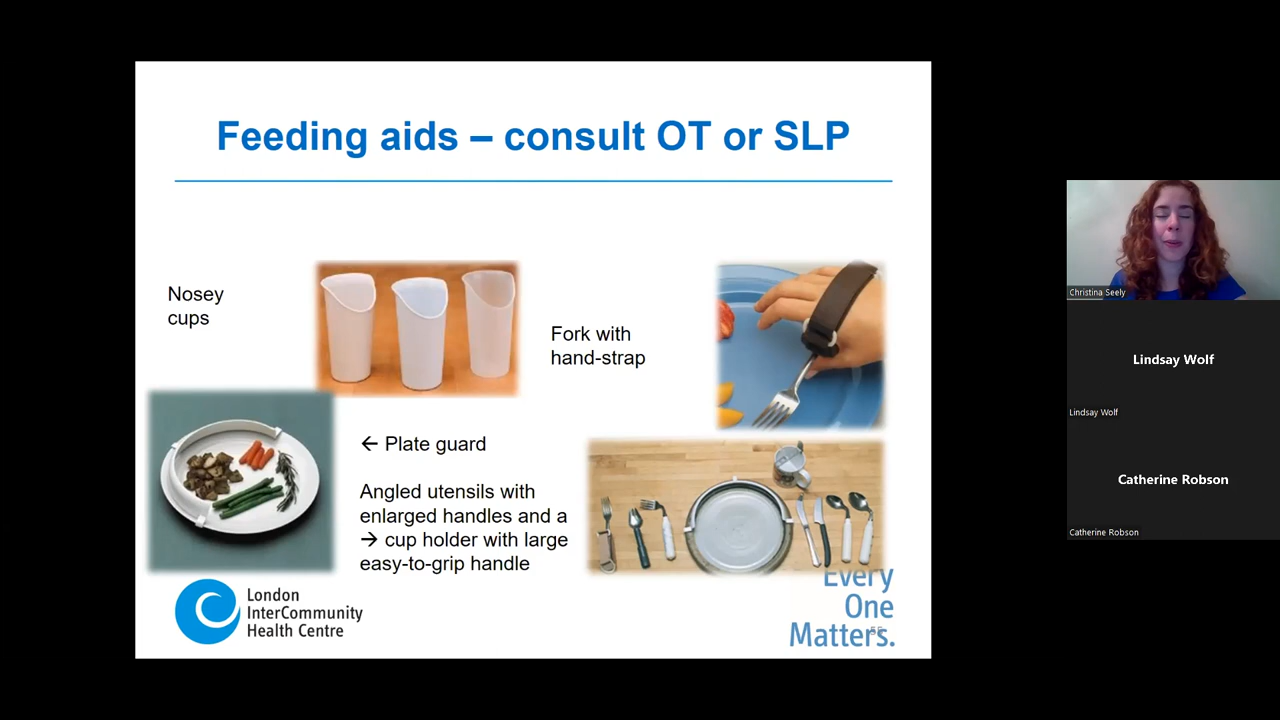 Feeding aids – consult OT or SLP
Nosey
cups
Fork with
hand-strap
← Plate guard
Angled utensils with
enlarged handles and a
→ cup holder with large
easy-to-grip handle
London
InterCommunity
Health Centre
Every
One
Matters.
Christina Seely
Lindsay Wolf
Lindsay Wolf
Catherine Robson
Catherine Robson